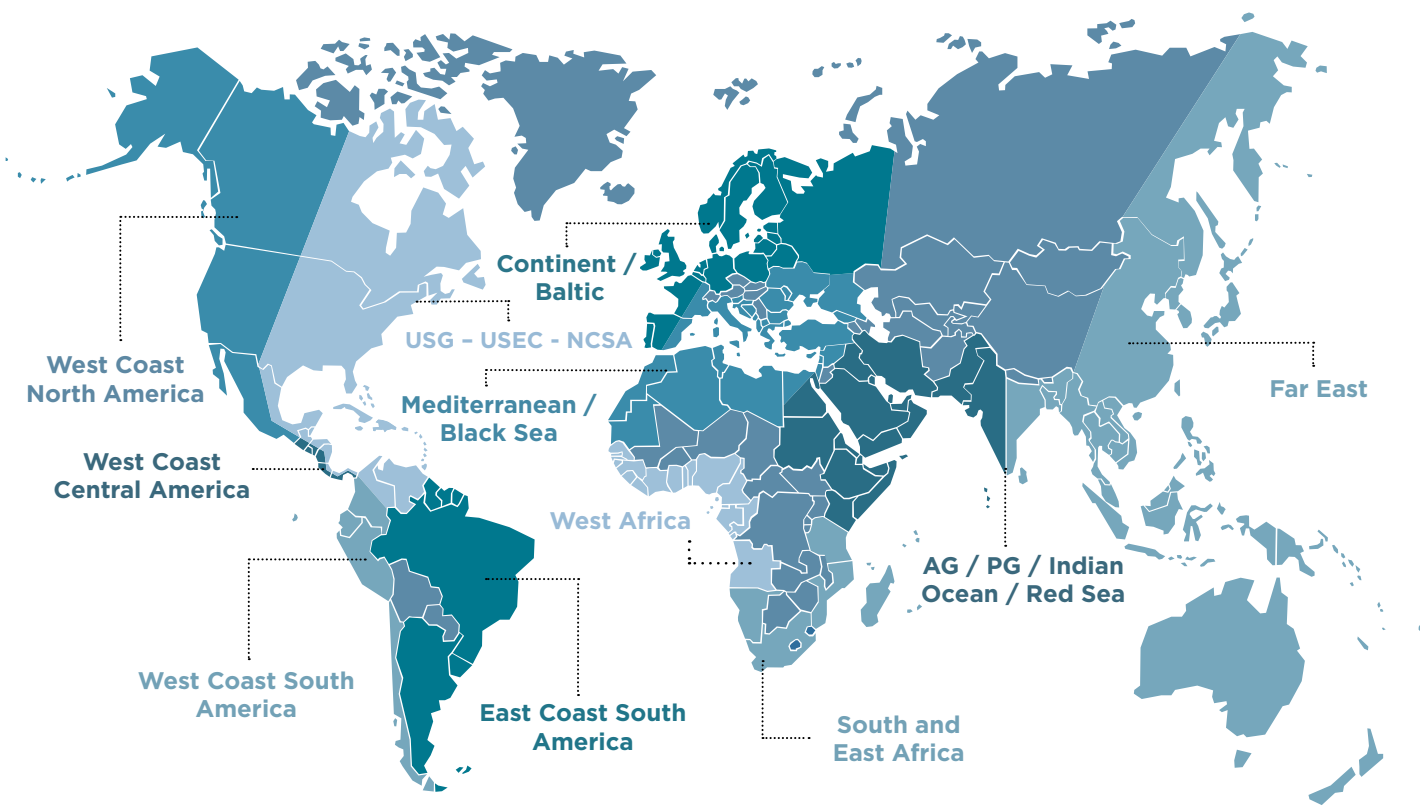 Continent /
Baltic
USG – USEC - NCSA
West Coast
North America
Far East
Mediterranean /
Black Sea
West Coast
Central America
West Africa
AG / PG / Indian
Ocean / Red Sea
West Coast South
America
East Coast South
America
South and
East Africa